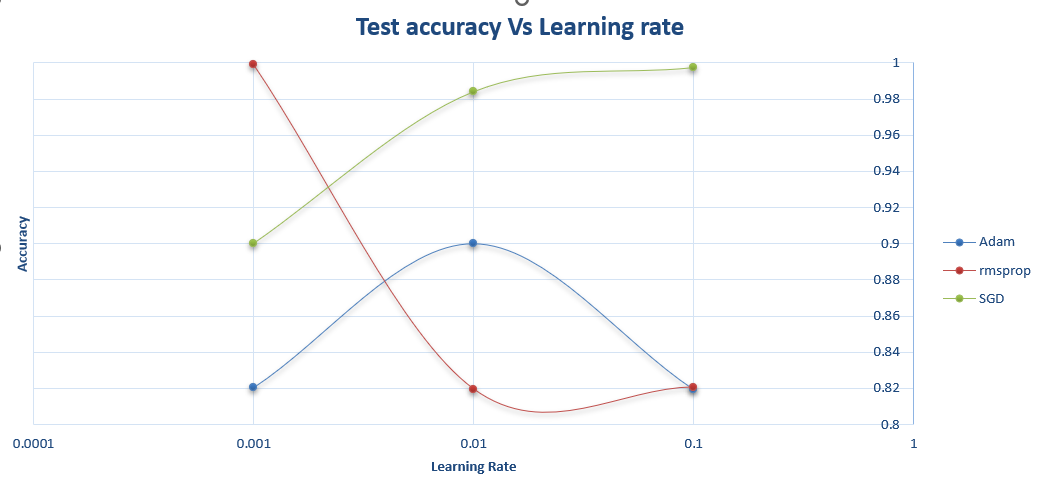 Test accuracy Vs Learning rate
1
0.98
0.96
0.94
0.92
0.9
0.88
0.86
0.84
0.82
0.8
Accuracy
Adam
rmsprop
SGD
0.0001 0.001 0.01 0.1 1
Learning Rate